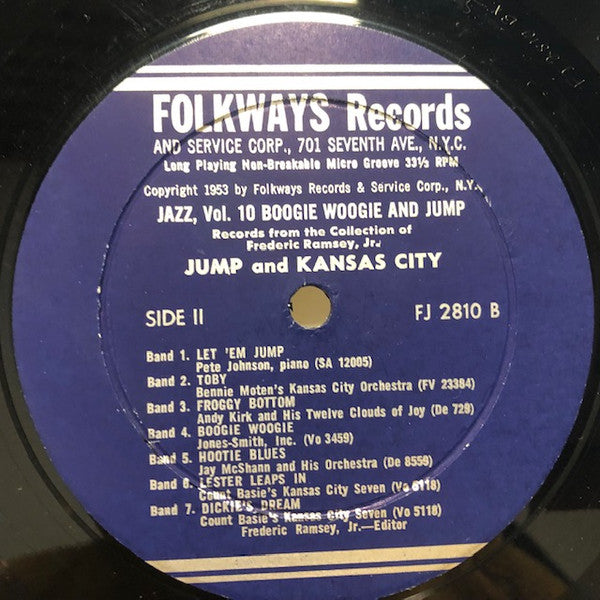 FOLKWAYS Records
AND SERVICE CORP., 701 SEVENTH AVE., N.Y.C.
Long Playing Non-Breakable Micro Groove 33⅓ RPM
Copyright 1953 by Folkways Records & Service Corp., N.Y.
JAZZ, Vol. 10 BOOGIE WOOGIE AND JUMP
Records from the Collection of
Frederic Ramsey, Jr.
JUMP and KANSAS CITY
SIDE II
FJ 2810 B
Band 1. LET 'EM JUMP
Pete Johnson, piano (SA 12005)
Band 2. TOBY
Bennie Moten's Kansas City Orchestra (FV 23384)
Band 3. FROGGY BOTTOM
Andy Kirk and His Twelve Clouds of Joy (De 729)
Band 4. BOOGIE WOOGIE
Jones-Smith, Inc. (Vo 3459)
Band 5. HOOTIE BLUES
Jay McShann and His Orchestra (De 8559)
Band 6. LESTER LEAPS IN
Count Basie's Kansas City Seven (Vo 5118)
Band 7. DICKIE'S DREAM
Count Basie's Kansas City Seven (Vo 5118)
Frederic Ramsey, Jr.—Editor